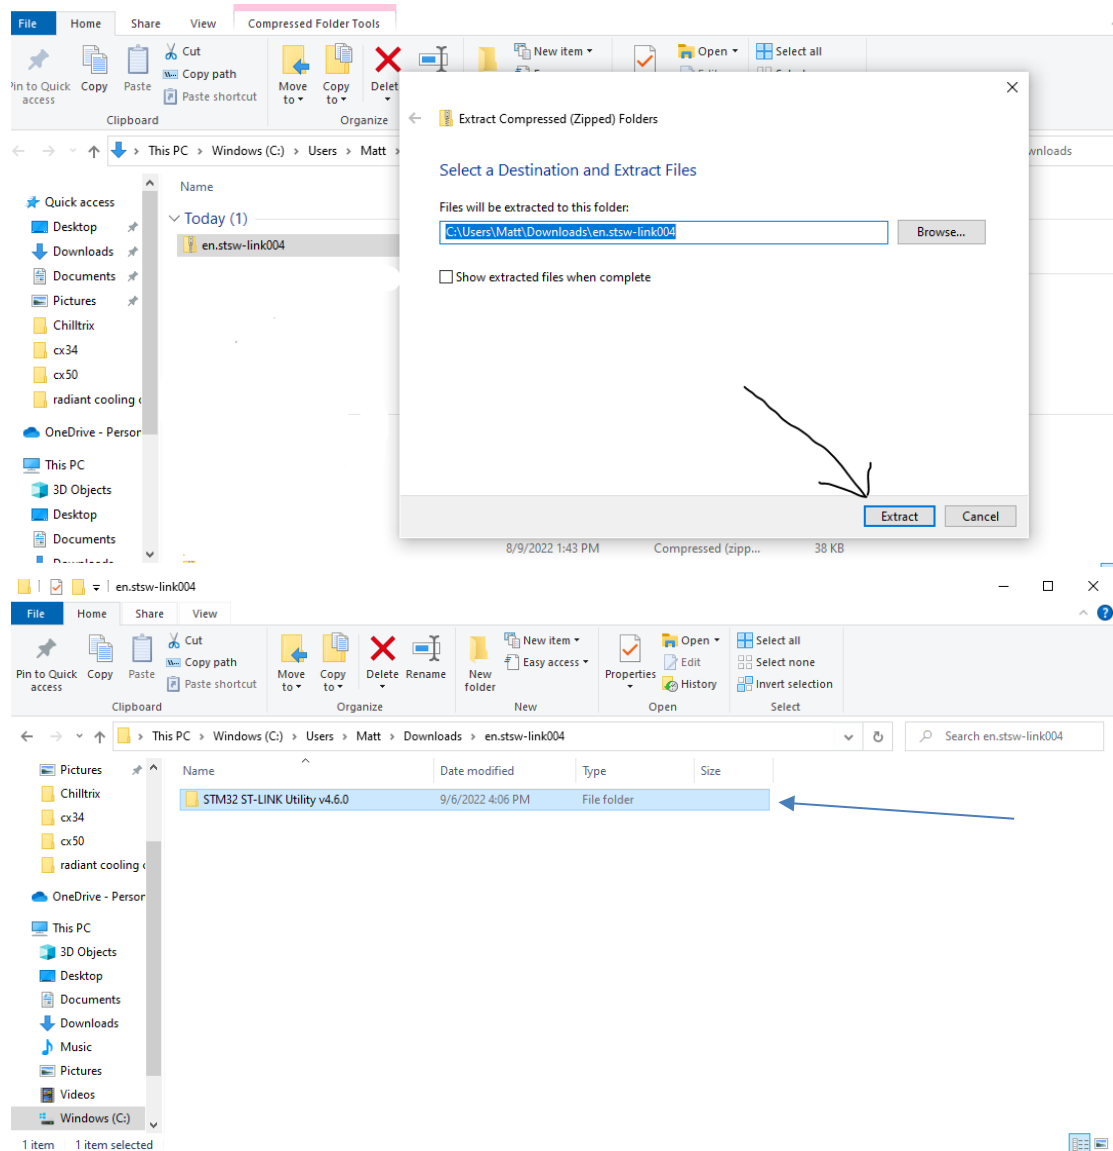 File Home Share View Compressed Folder Tools
Cut
Copy path
Paste shortcut
Pin to Quick access
Copy
Paste
Move to
Copy to
New item
Open
Select all
Clipboard
Organize
This PC > Windows (C:) > Users > Matt >
Quick access
Desktop
Downloads
Documents
Pictures
Chilltrix
cx34
cx50
radiant cooling
OneDrive - Person
This PC
3D Objects
Desktop
Documents
Name
Today (1)
en.stsw-link004
Extract Compressed (Zipped) Folders
Select a Destination and Extract Files
Files will be extracted to this folder:
C:\Users\Matt\Downloads\en.stsw-link004
Browse...
Show extracted files when complete
Extract Cancel
8/9/2022 1:43 PM Compressed (zipp... 38 KB
en.stsw-link004
File Home Share View
Pin to Quick access
Copy
Paste
Cut
Copy path
Paste shortcut
Move to
Copy to
Delete
Rename
New folder
New item
Easy access
Properties
Open
Edit
History
Select all
Select none
Invert selection
Clipboard Organize New Open Select
This PC > Windows (C:) > Users > Matt > Downloads > en.stsw-link004
Search en.stsw-link004
Pictures
Chilltrix
cx34
cx50
radiant cooling
OneDrive - Person
This PC
3D Objects
Desktop
Documents
Downloads
Music
Pictures
Videos
Windows (C:)
Name Date modified Type Size
STM32 ST-LINK Utility v4.6.0 9/6/2022 4:06 PM File folder
1 item 1 item selected